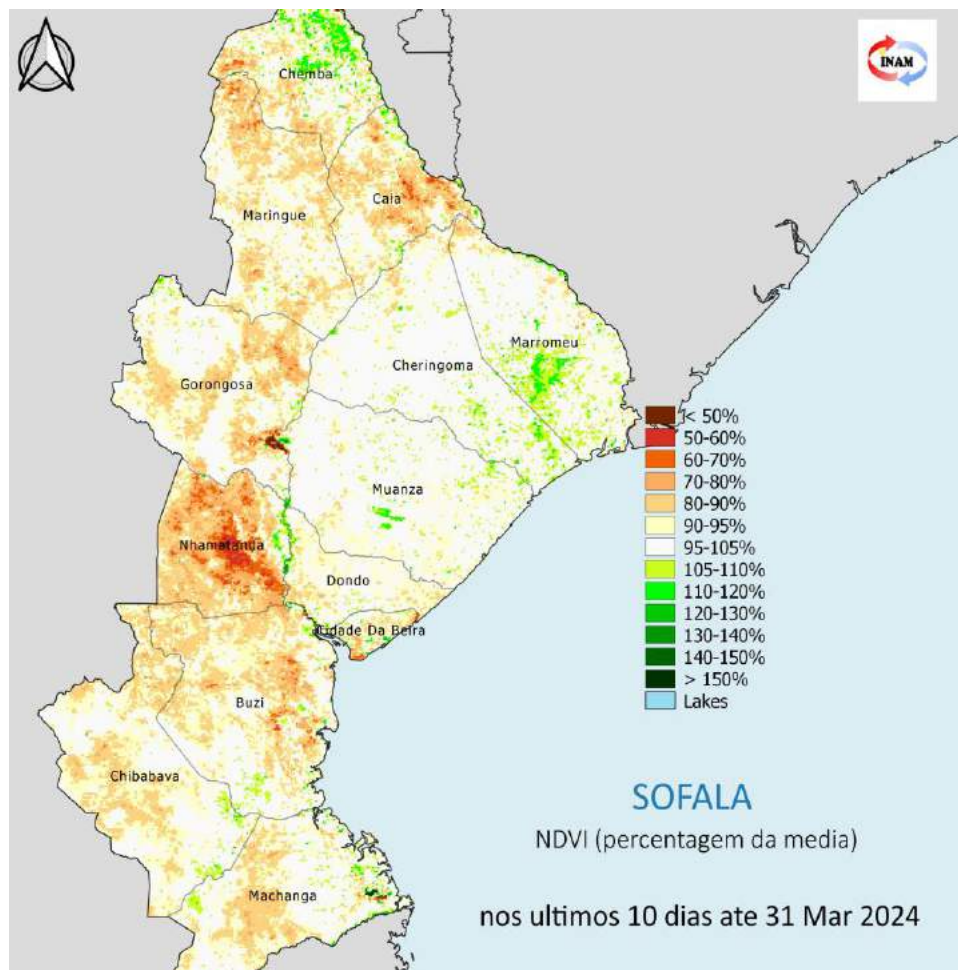 INAM
Chemba
Caia
Maringue
Marromeu
Cheringoma
Gorongosa
Muanza
Nhamatanda
Dondo
Cidade Da Beira
Buzi
Chibabava
Machanga
< 50%
50-60%
60-70%
70-80%
80-90%
90-95%
95-105%
105-110%
110-120%
120-130%
130-140%
140-150%
> 150%
Lakes
SOFALA
NDVI (percentagem da media)
nos ultimos 10 dias ate 31 Mar 2024